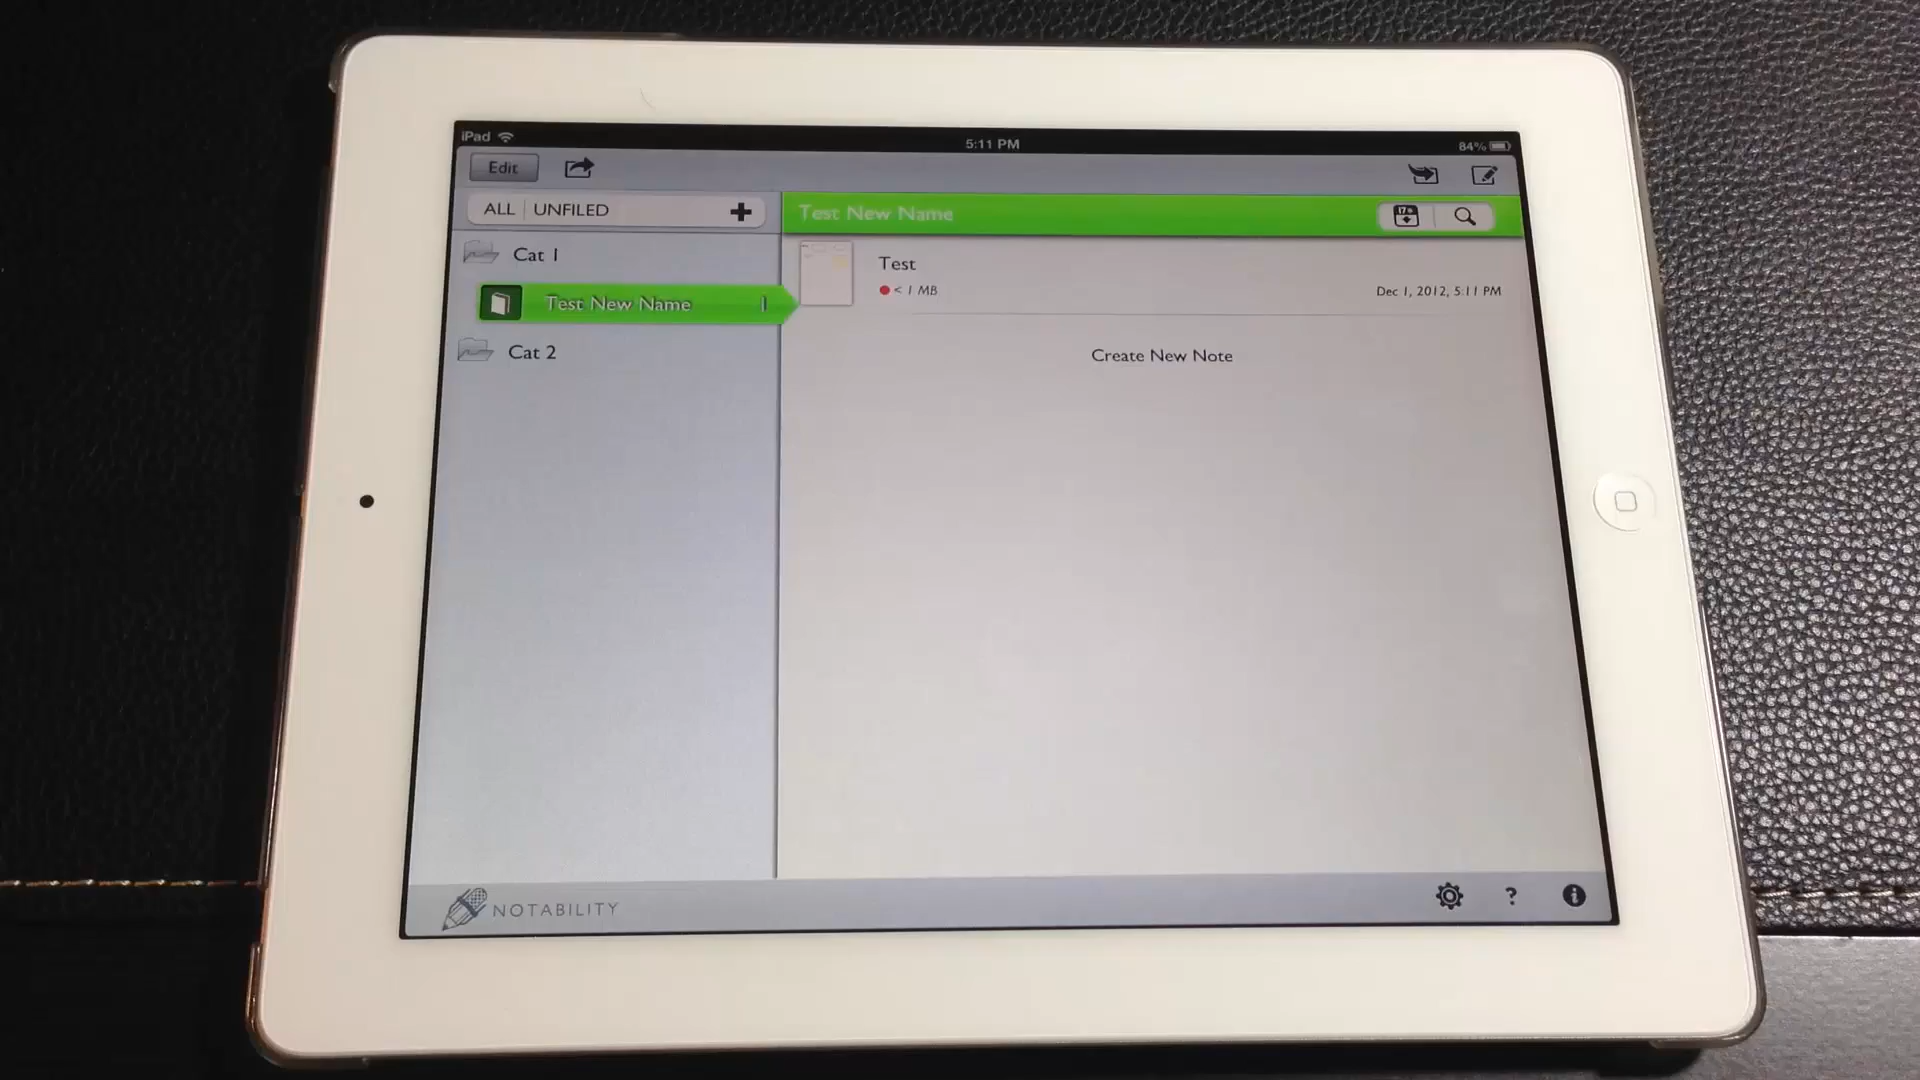 iPad
5:11 PM
84%
Edit
ALL | UNFILED
Test New Name
Cat 1
Test New Name 1
Cat 2
Test
< 1 MB
Dec 1, 2012, 5:11 PM
Create New Note
NOTABILITY
?